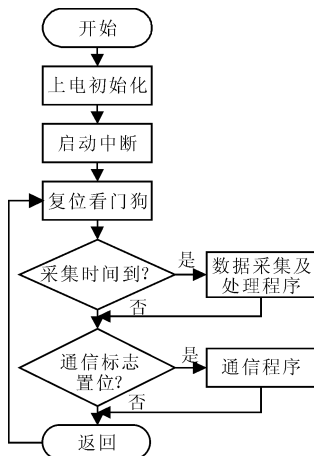 开始
上电初始化
启动中断
复位看门狗
采集时间到?
是
数据采集及
处理程序
否
通信标志
置位?
是
通信程序
否
返回